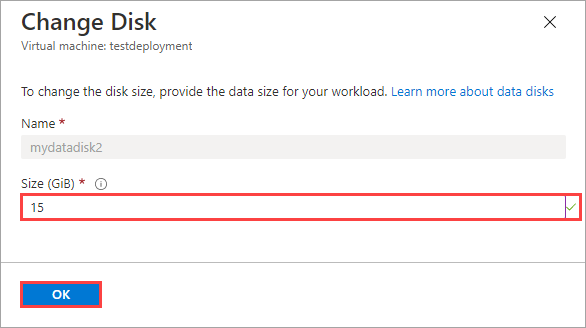 Change Disk
Virtual machine: testdeployment
To change the disk size, provide the data size for your workload. Learn more about data disks
Name *
mydatadisk2
Size (GiB) *
15
OK